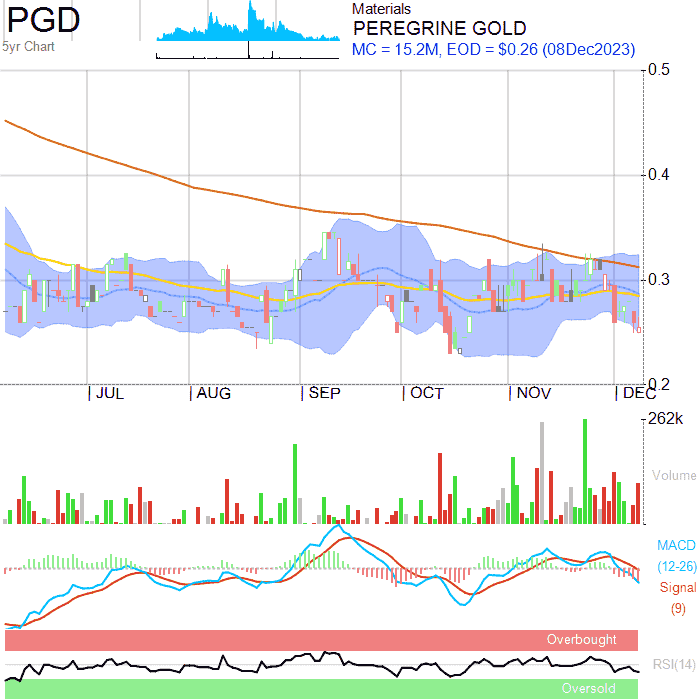 PGD
5yr Chart
Materials
PEREGRINE GOLD
MC = 15.2M, EOD = $0.26 (08Dec2023)
0.5
0.4
0.3
0.2
JUL AUG SEP OCT NOV DEC
262k
Volume
MACD
(12-26)
Signal
(9)
Overbought
RSI(14)
Oversold